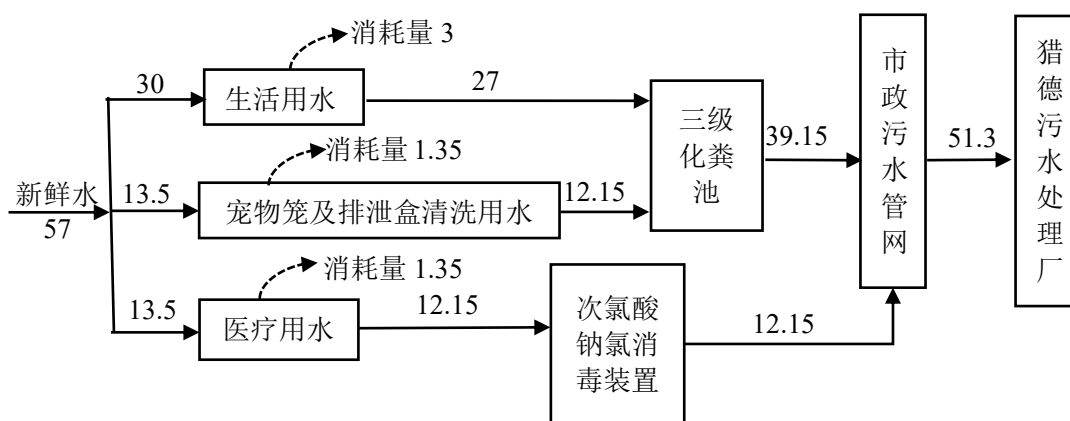 消耗量 3
30
生活用水
27
消耗量 1.35
新鲜水
57
13.5
宠物笼及排泄盒清洗用水
12.15
三级
化粪
池
39.15
市政污水管网
51.3
猎德污水处理厂
消耗量 1.35
13.5
医疗用水
12.15
次氯酸
钠氯消
毒装置
12.15